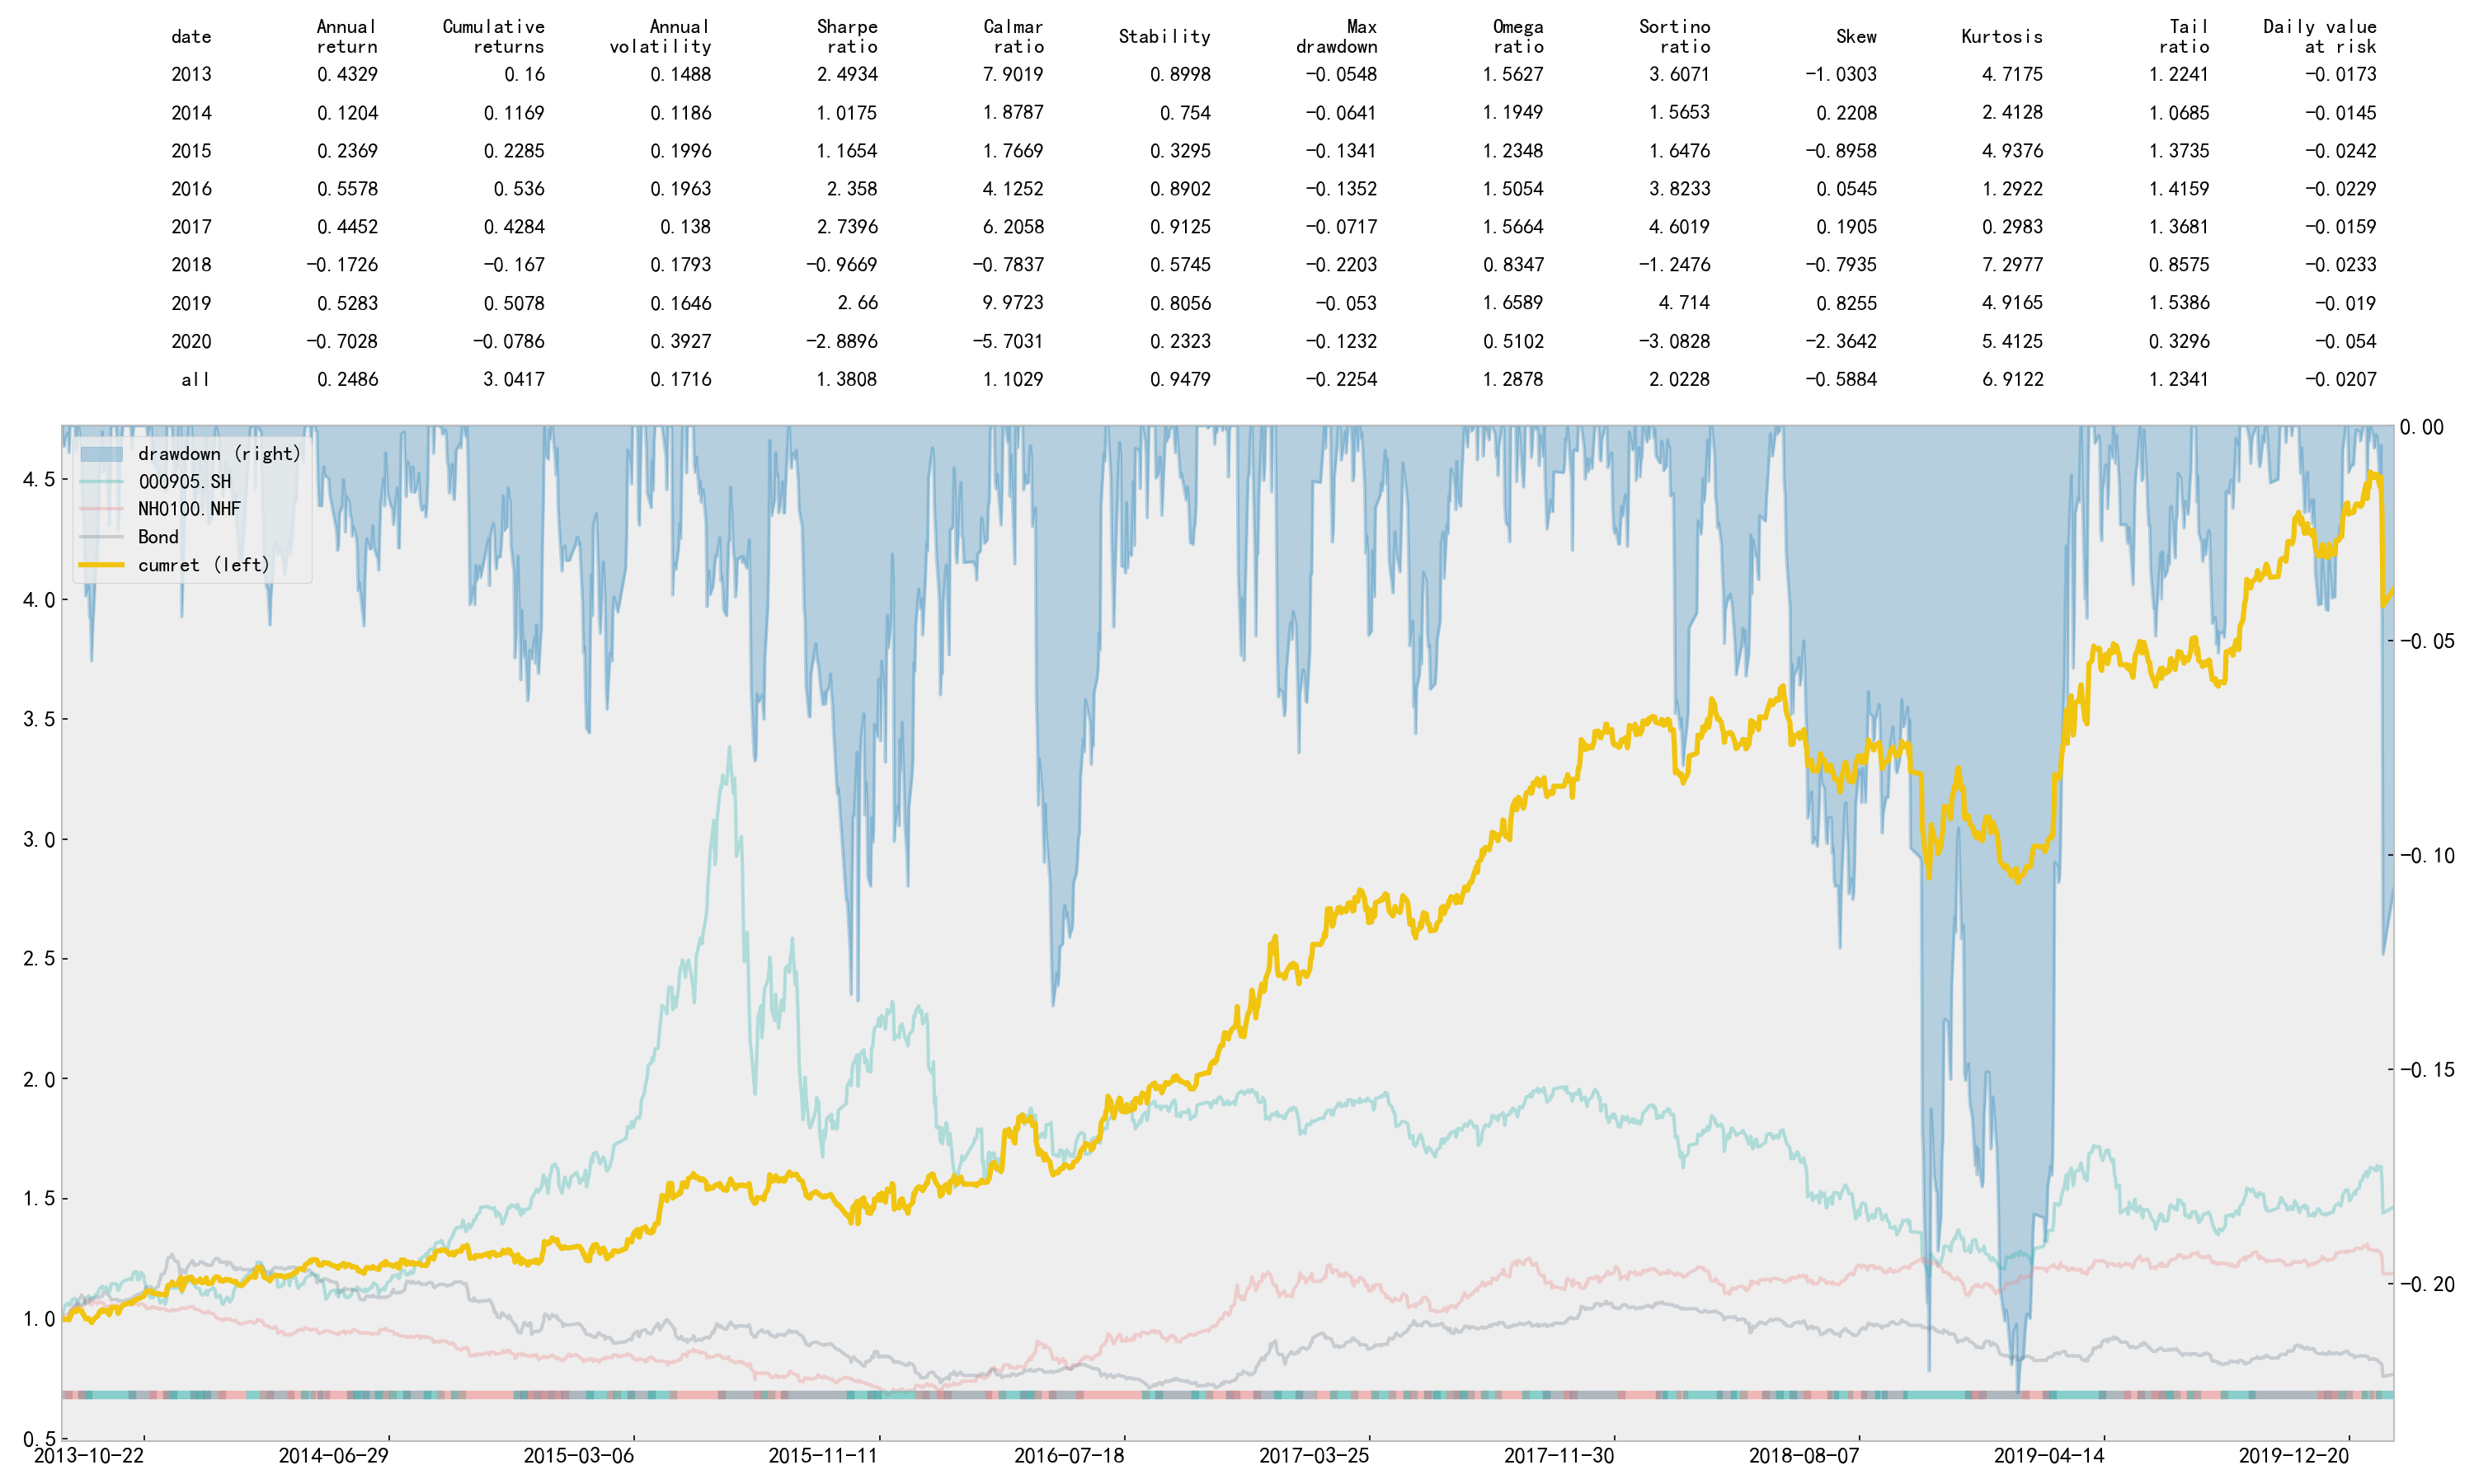 date Annual return Cumulative returns Annual volatility Sharpe ratio Calmar ratio Stability Max drawdown Omega ratio Sortino ratio Skew Kurtosis Tail ratio Daily value at risk
2013 0.4329 0.16 0.1488 2.4934 7.9019 0.8998 -0.0548 1.5627 3.6071 -1.0303 4.7175 1.2241 -0.0173
2014 0.1204 0.1169 0.1186 1.0175 1.8787 0.754 -0.0641 1.1949 1.5653 0.2208 2.4128 1.0685 -0.0145
2015 0.2369 0.2285 0.1996 1.1654 1.7669 0.3295 -0.1341 1.2348 1.6476 -0.8958 4.9376 1.3735 -0.0242
2016 0.5578 0.536 0.1963 2.358 4.1252 0.8902 -0.1352 1.5054 3.8233 0.0545 1.2922 1.4159 -0.0229
2017 0.4452 0.4284 0.138 2.7396 6.2058 0.9125 -0.0717 1.5664 4.6019 0.1905 0.2983 1.3681 -0.0159
2018 -0.1726 -0.167 0.1793 -0.9669 -0.7837 0.5745 -0.2203 0.8347 -1.2476 -0.7935 7.2977 0.8575 -0.0233
2019 0.5283 0.5078 0.1646 2.66 9.9723 0.8056 -0.053 1.6589 4.714 0.8255 4.9165 1.5386 -0.019
2020 -0.7028 -0.0786 0.3927 -2.8896 -5.7031 0.2323 -0.1232 0.5102 -3.0828 -2.3642 5.4125 0.3296 -0.054
all 0.2486 3.0417 0.1716 1.3808 1.1029 0.9479 -0.2254 1.2878 2.0228 -0.5884 6.9122 1.2341 -0.0207
drawdown (right)
000905.SH
NH0100.NHF
Bond
cumret (left)
4.5
4.0
3.5
3.0
2.5
2.0
1.5
1.0
0.5
0.00
-0.05
-0.10
-0.15
-0.20
2013-10-22 2014-06-29 2015-03-06 2015-11-11 2016-07-18 2017-03-25 2017-11-30 2018-08-07 2019-04-14 2019-12-20